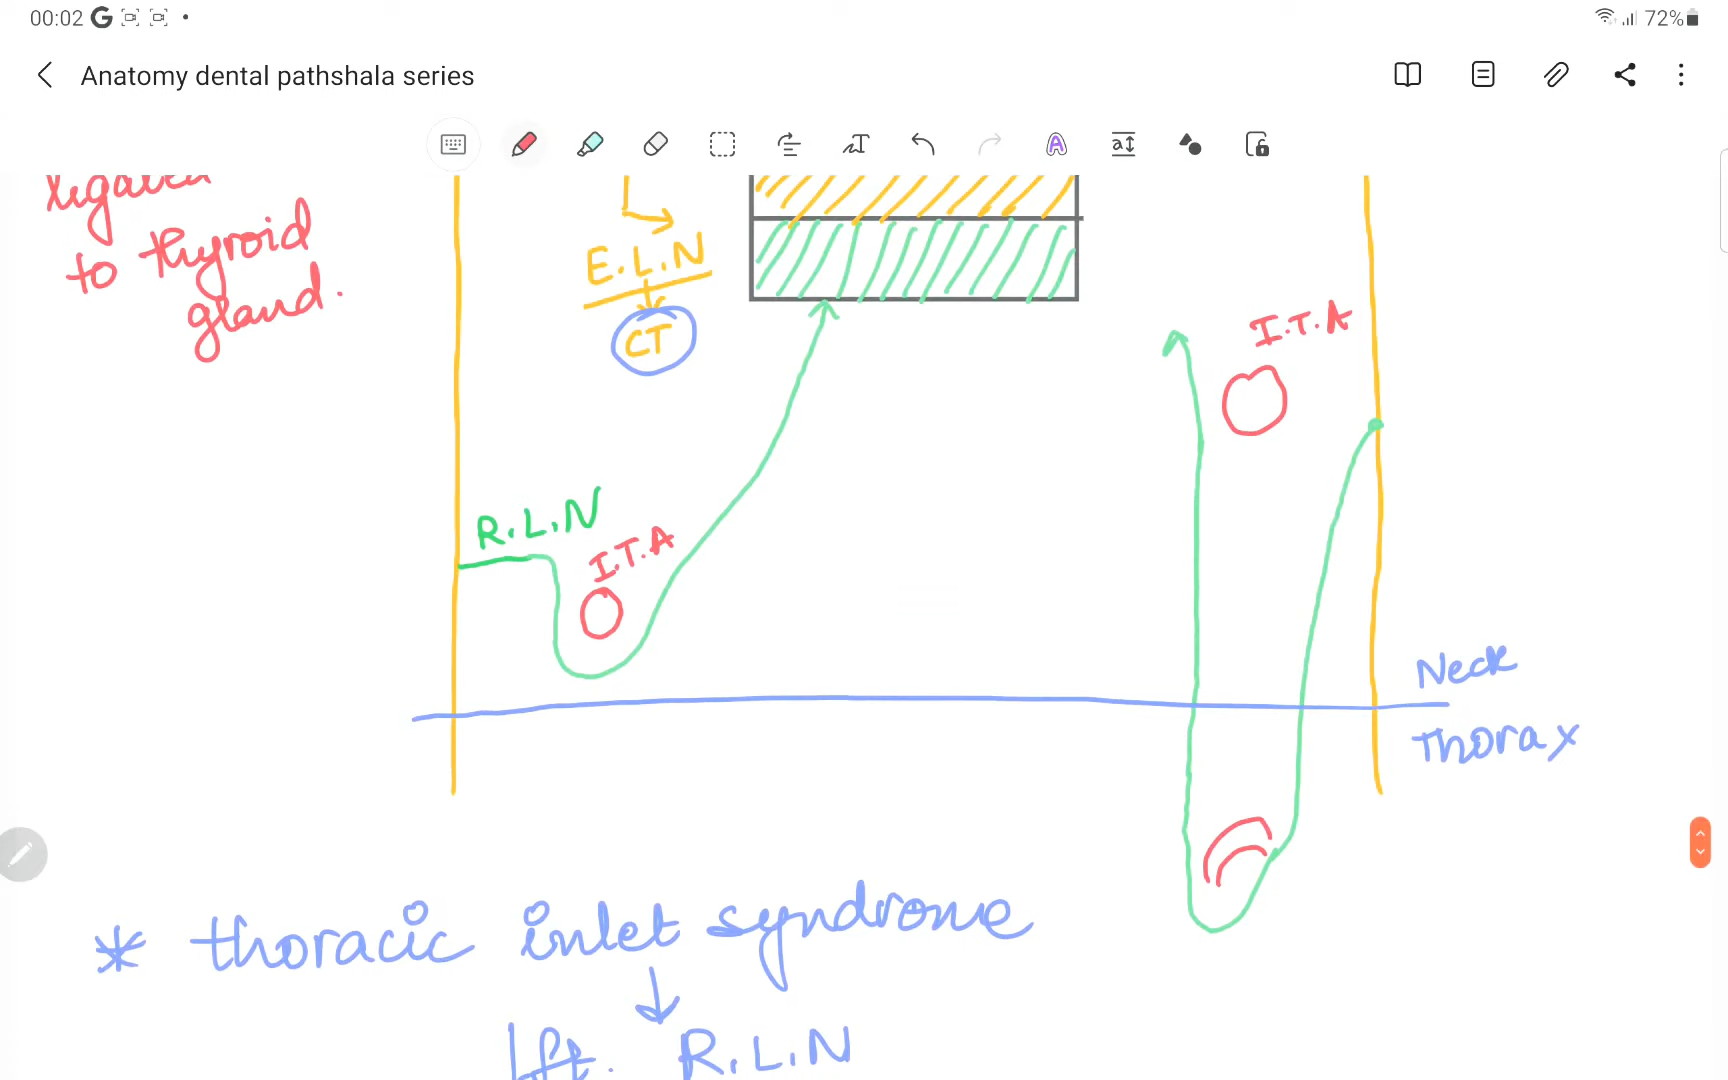 00:02 G 72%
Anatomy dental pathshala series
ligated
to thyroid
gland.
E.L.N
CT
I.T.A
R.L.N
I.T.A
Neck
Thorax
* thoracic inlet syndrome
lft. R.L.N